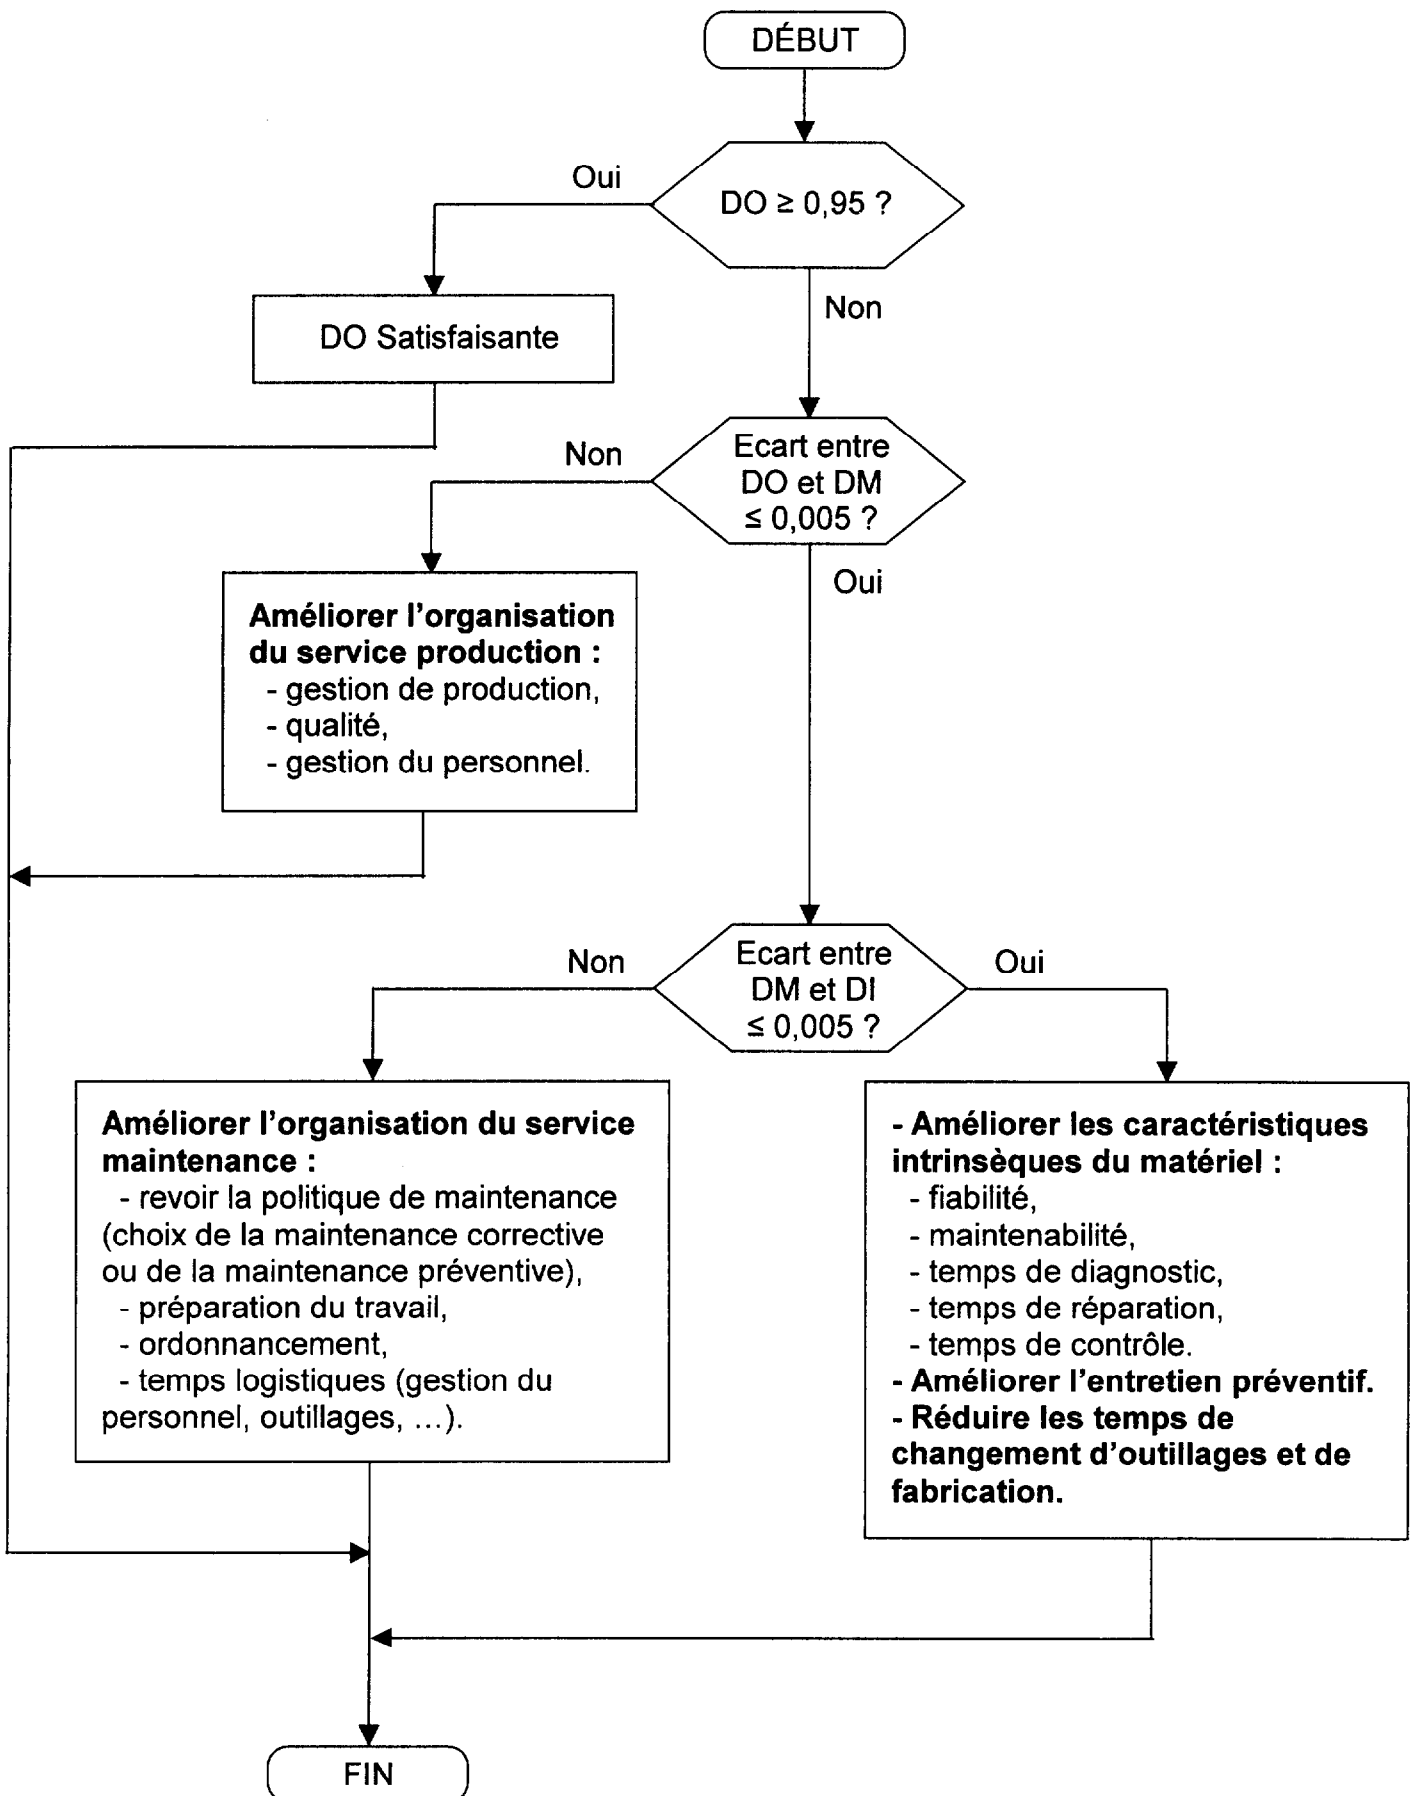 DÉBUT
Oui
DO ≥ 0,95 ?
Non
DO Satisfaisante
Non
Ecart entre
DO et DM
≤ 0,005 ?
Oui
Améliorer l'organisation
du service production :
- gestion de production,
- qualité,
- gestion du personnel.
Non
Ecart entre
DM et DI
≤ 0,005 ?
Oui
Améliorer l'organisation du service
maintenance :
- revoir la politique de maintenance
(choix de la maintenance corrective
ou de la maintenance préventive),
- préparation du travail,
- ordonnancement,
- temps logistiques (gestion du
personnel, outillages, ...).
- Améliorer les caractéristiques
intrinsèques du matériel :
- fiabilité,
- maintenabilité,
- temps de diagnostic,
- temps de réparation,
- temps de contrôle.
- Améliorer l'entretien préventif.
- Réduire les temps de
changement d'outillages et de
fabrication.
FIN